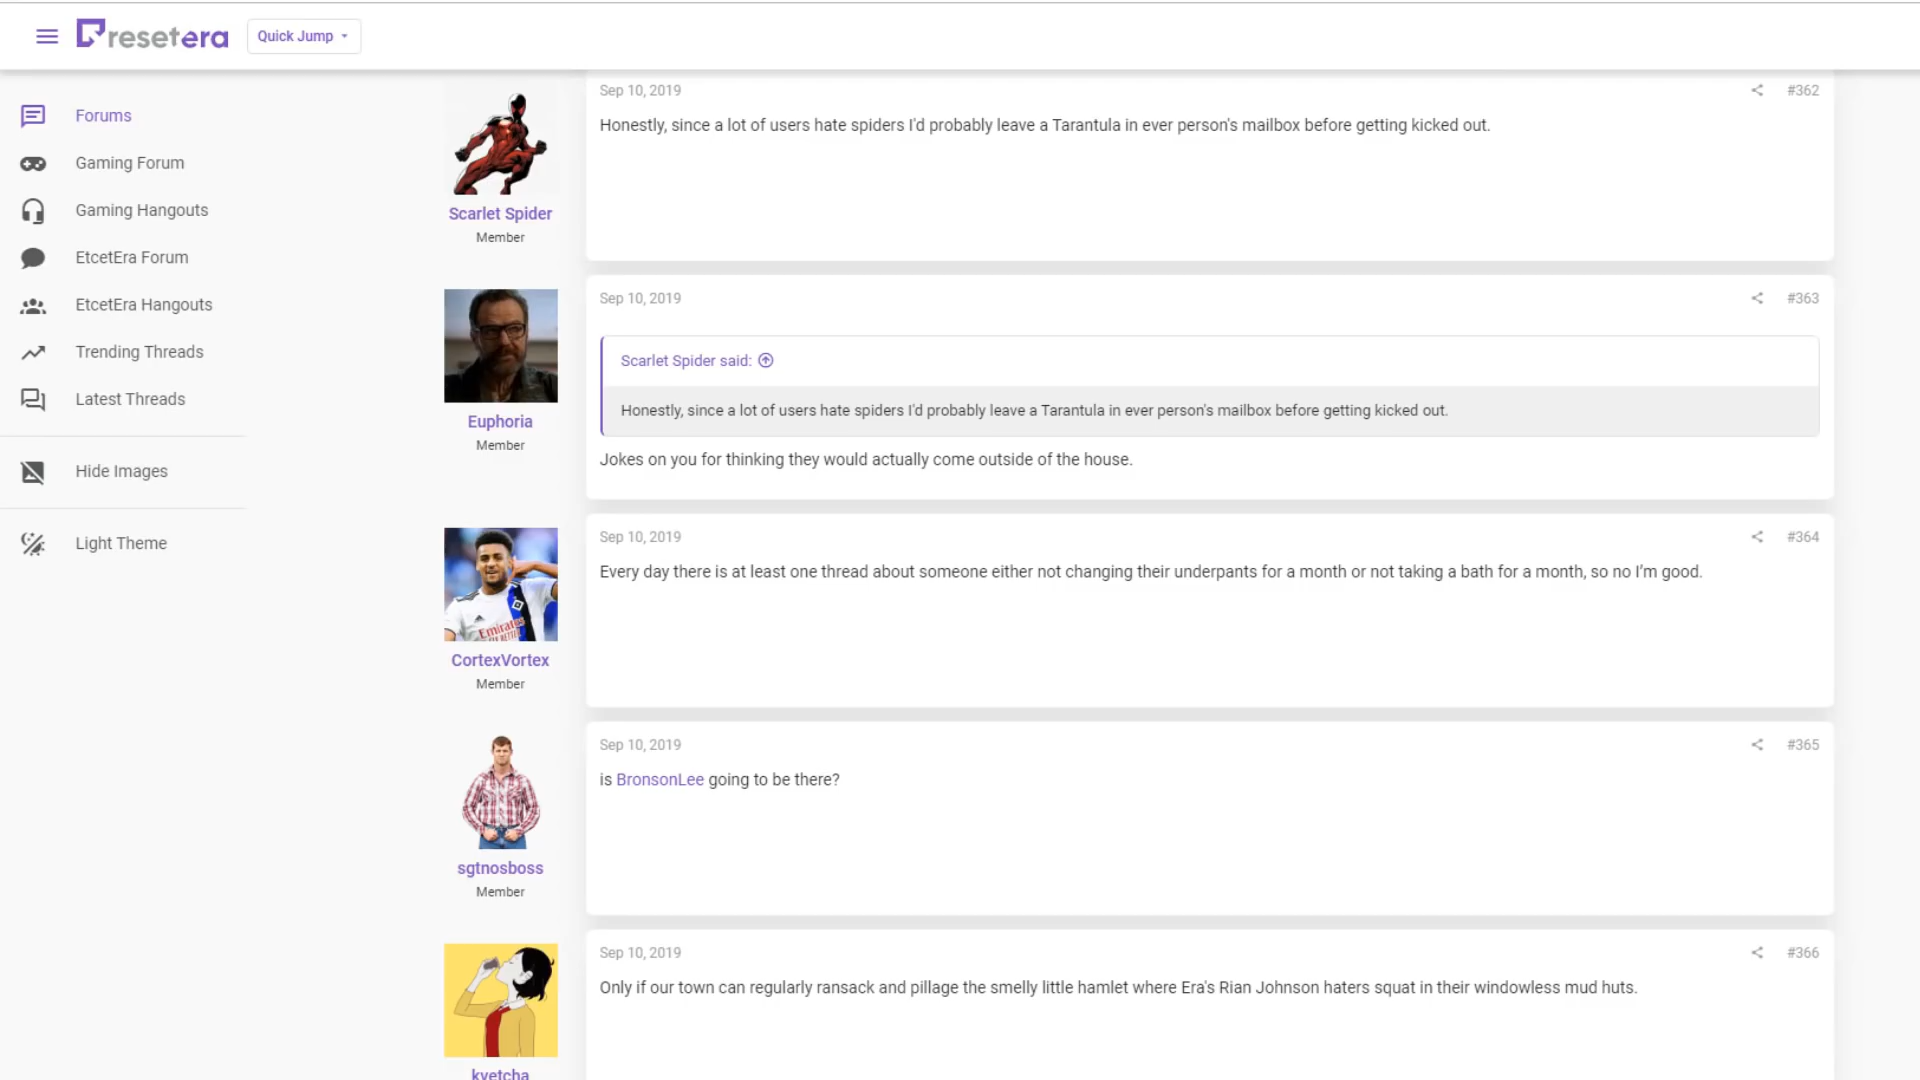 resetera
Quick Jump
Forums
Gaming Forum
Gaming Hangouts
EtcetEra Forum
EtcetEra Hangouts
Trending Threads
Latest Threads
Hide Images
Light Theme
Scarlet Spider
Member
Sep 10, 2019
#362
Honestly, since a lot of users hate spiders I'd probably leave a Tarantula in ever person's mailbox before getting kicked out.
Euphoria
Member
Sep 10, 2019
#363
Scarlet Spider said:
Honestly, since a lot of users hate spiders I'd probably leave a Tarantula in ever person's mailbox before getting kicked out.
Jokes on you for thinking they would actually come outside of the house.
Emirates
CortexVortex
Member
Sep 10, 2019
#364
Every day there is at least one thread about someone either not changing their underpants for a month or not taking a bath for a month, so no I'm good.
sgtnosboss
Member
Sep 10, 2019
#365
is BronsonLee going to be there?
kvetcha
Sep 10, 2019
#366
Only if our town can regularly ransack and pillage the smelly little hamlet where Era's Rian Johnson haters squat in their windowless mud huts.